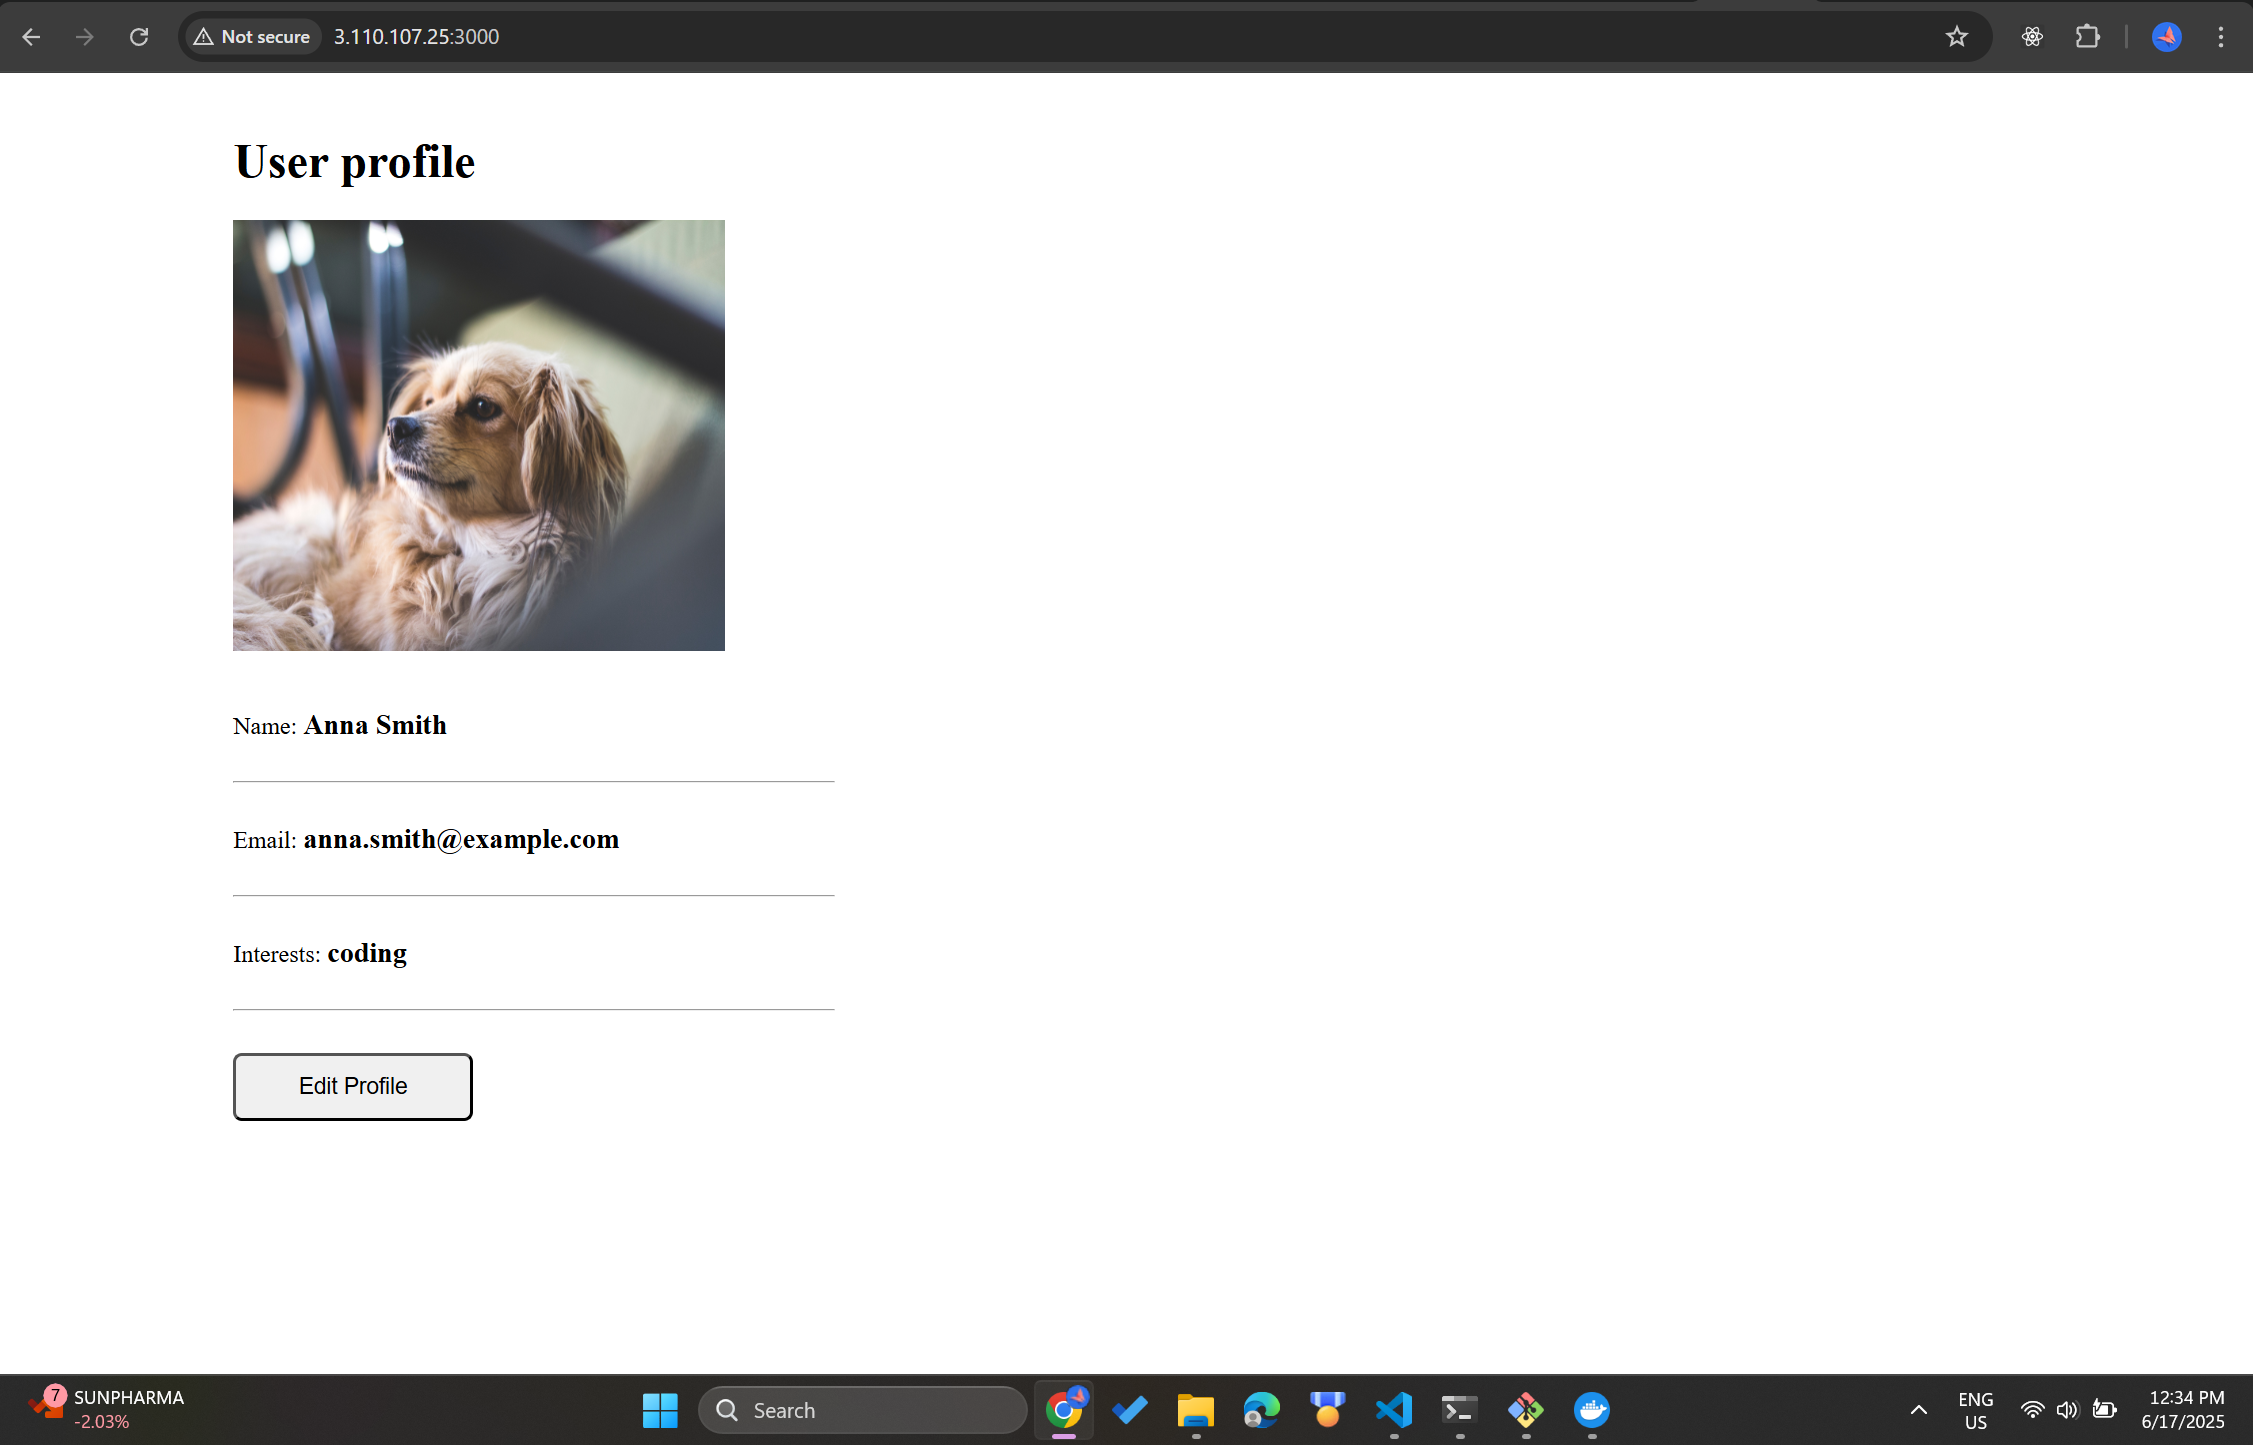 Not secure 3.110.107.25:3000
User profile
Name: Anna Smith
Email: anna.smith@example.com
Interests: coding
Edit Profile
7
SUNPHARMA
-2.03%
Search
ENG
US
12:34 PM
6/17/2025